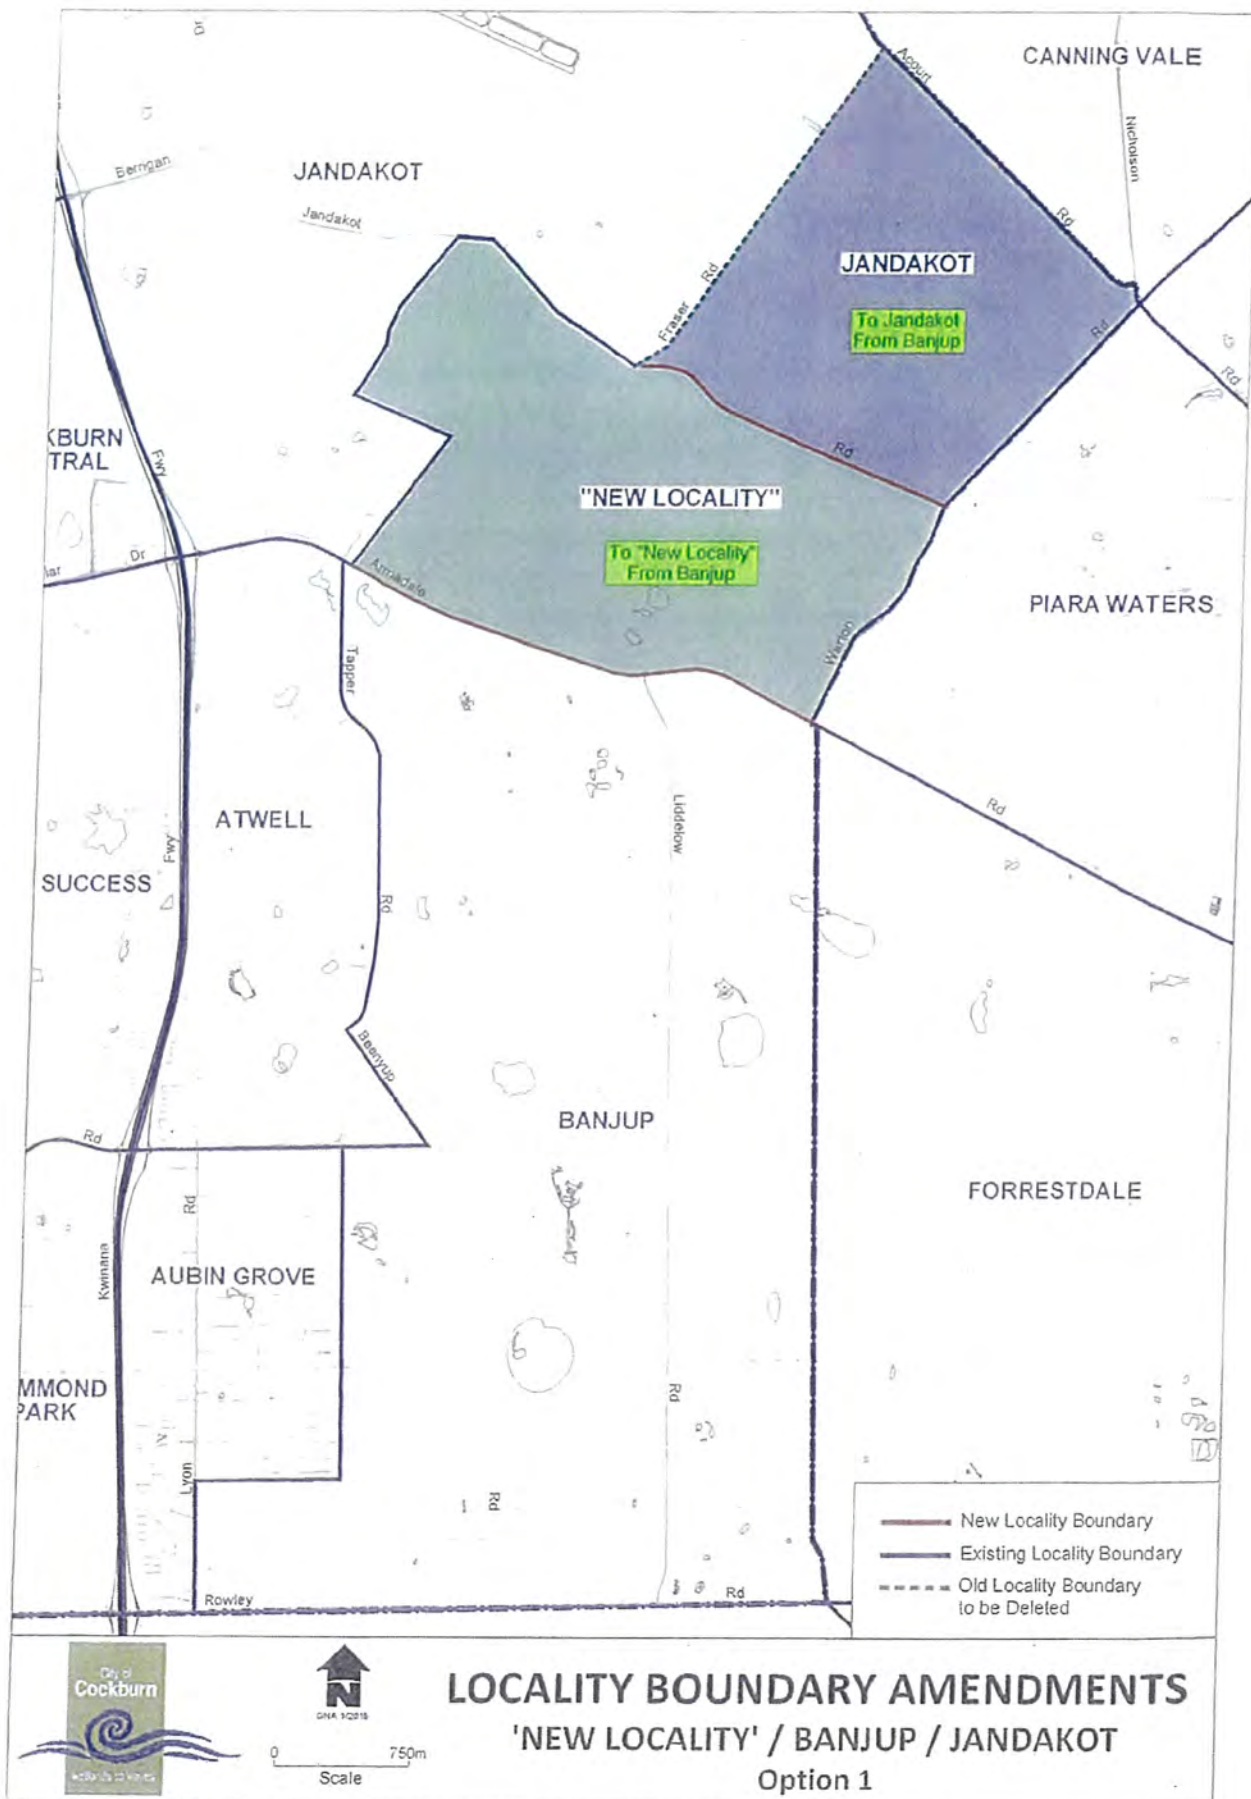 CANNING VALE
Acourt
Nicholson
Berrigan
JANDAKOT
Jandakot
Rd
JANDAKOT
Rd
Fraser
To Jandakot
From Banjup
Rd
Rd
KBURN
TRAL
Fwy
Rd
"NEW LOCALITY"
Dr
To "New Locality"
From Banjup
Armadale
PIARA WATERS
Warton
Tapper
Rd
Liddelow
ATWELL
Fwy
SUCCESS
Rd
Beenyup
BANJUP
Rd
FORRESTDALE
Rd
Kwinana
AUBIN GROVE
MMOND
PARK
Rd
Lyon
Rd
New Locality Boundary
Existing Locality Boundary
Old Locality Boundary
to be Deleted
Rowley
Rd
City of
Cockburn
N
LOCALITY BOUNDARY AMENDMENTS
'NEW LOCALITY' / BANJUP / JANDAKOT
Option 1
0 750m
Scale